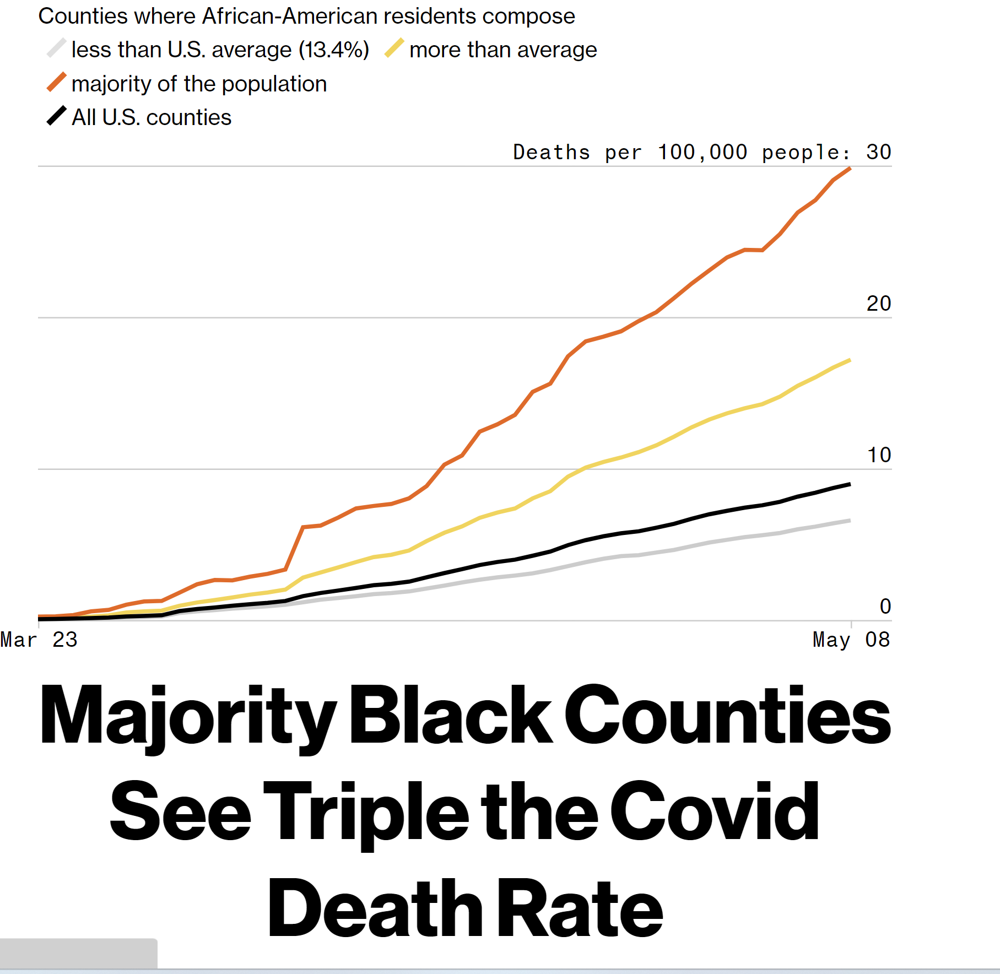 Counties where African-American residents compose
less than U.S. average (13.4%) more than average
majority of the population
All U.S. counties
Deaths per 100,000 people: 30
20
10
0
Mar 23 May 08
Majority Black Counties
See Triple the Covid
Death Rate